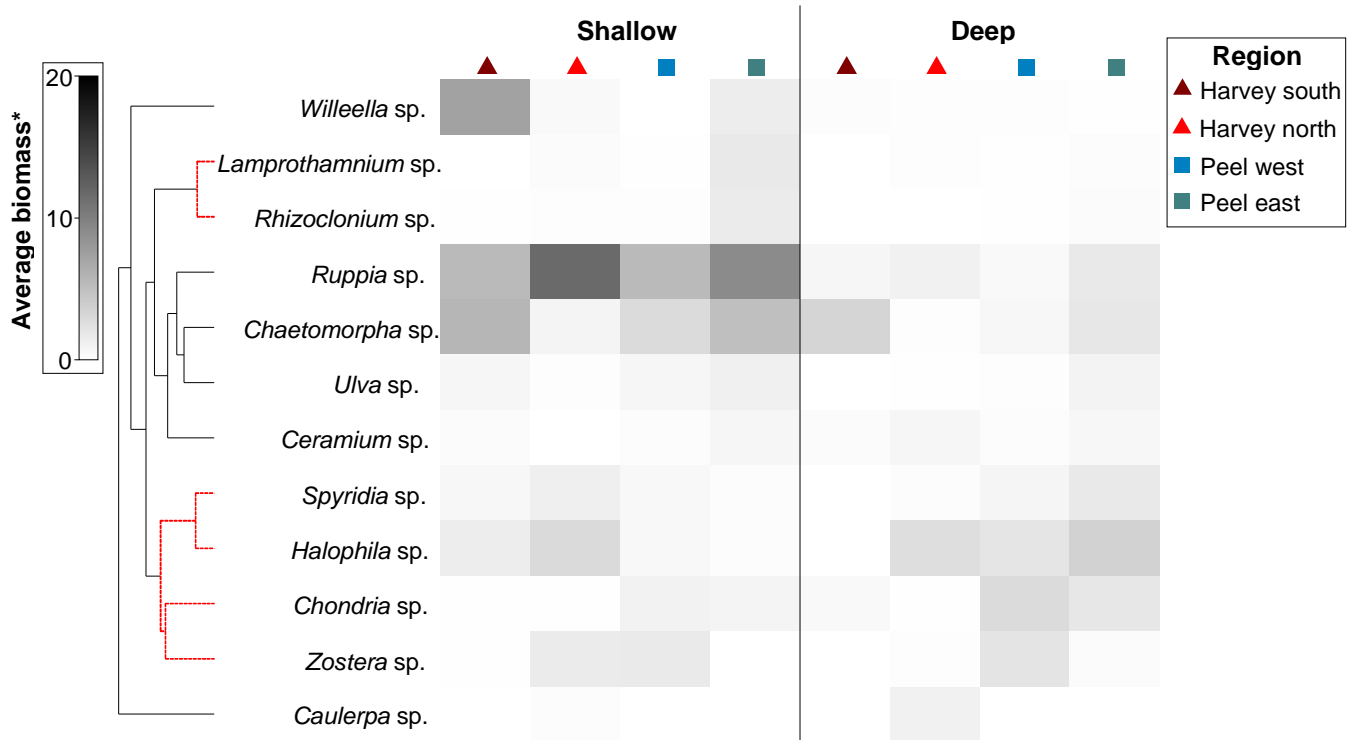 Shallow
Deep
Region
Harvey south
Harvey north
Peel west
Peel east
Average biomass*
20
10
0
Willeella sp.
Lamprothamnium sp.
Rhizoclonium sp.
Ruppia sp.
Chaetomorpha sp.
Ulva sp.
Ceramium sp.
Spyridia sp.
Halophila sp.
Chondria sp.
Zostera sp.
Caulerpa sp.